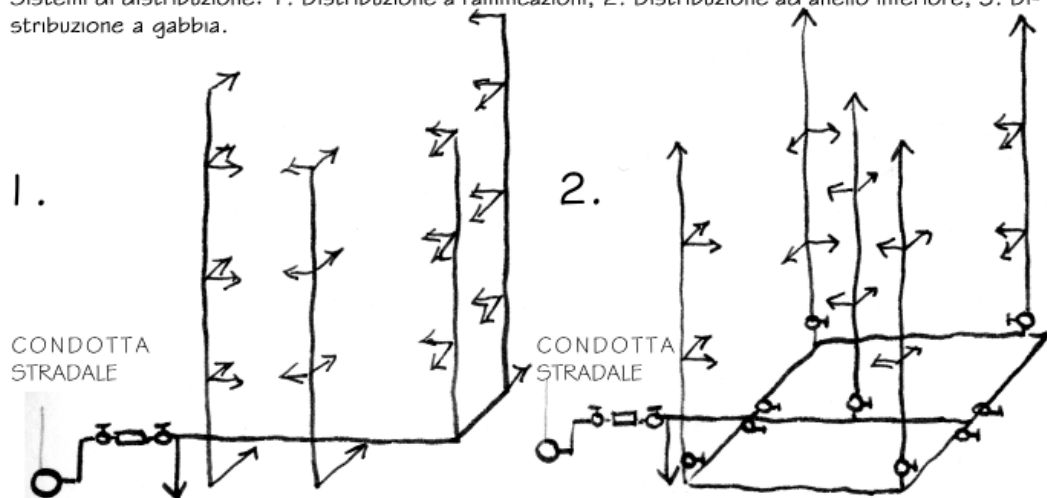 Sistemi di distribuzione: 1. Distribuzione a ramificazioni; 2. Distribuzione ad anello inferiore; 3. Di-
stribuzione a gabbia.
1.
2.
CONDOTTA
STRADALE
CONDOTTA
STRADALE